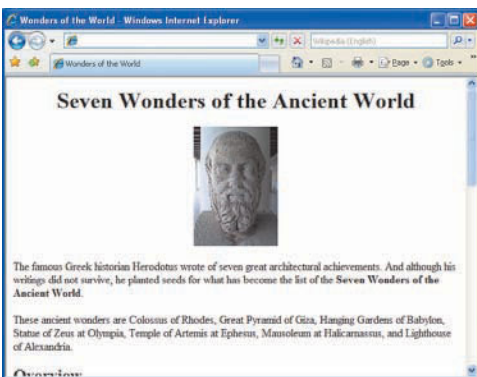 Wonders of the World - Windows Internet Explorer
Wikipedia (English)
Wonders of the World
Page
Tools
Seven Wonders of the Ancient World
The famous Greek historian Herodotus wrote of seven great architectural achievements. And although his
writings did not survive, he planted seeds for what has become the list of the Seven Wonders of the
Ancient World.
These ancient wonders are Colossus of Rhodes, Great Pyramid of Giza, Hanging Gardens of Babylon,
Statue of Zeus at Olympia, Temple of Artemis at Ephesus, Mausoleum at Halicarnassus, and Lighthouse
of Alexandria.
Overview